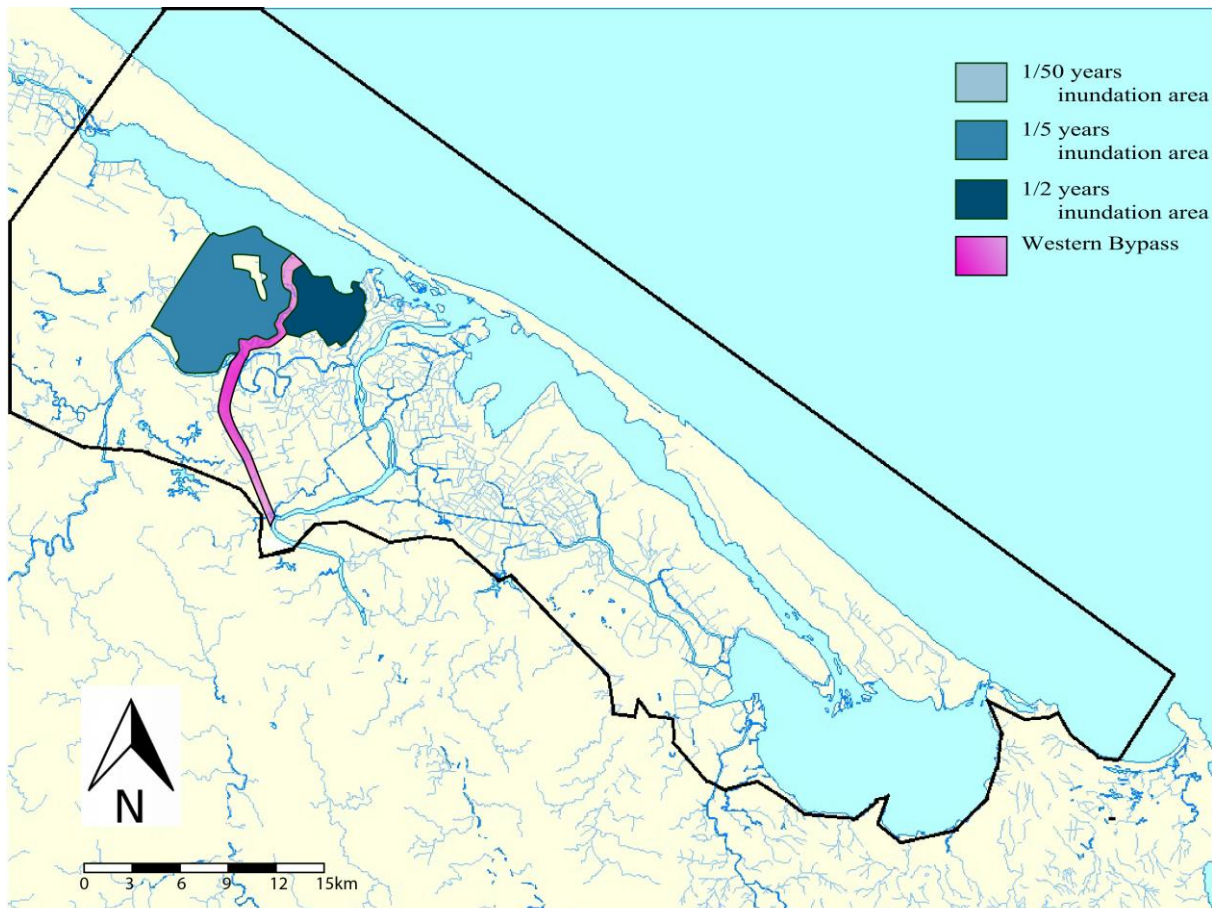 1/50 years
inundation area
1/5 years
inundation area
1/2 years
inundation area
Western Bypass
N
0 3 6 9 12 15km